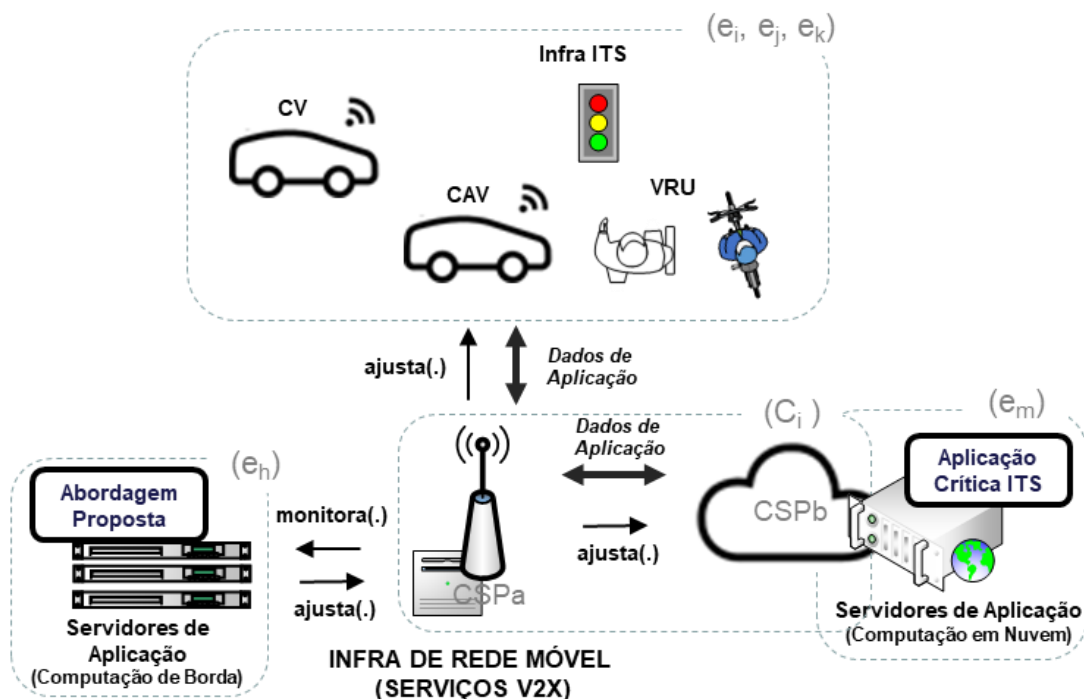 (ei, ej, ek)
Infra ITS
CV
CAV
VRU
ajusta(.)
Dados de
Aplicação
(Ci )
(em)
Dados de
Aplicação
(eh)
Abordagem
Proposta
monitora(.)
ajusta(.)
CSPa
ajusta(.)
CSPb
Aplicação
Crítica ITS
Servidores de
Aplicação
(Computação de Borda)
Servidores de Aplicação
(Computação em Nuvem)
INFRA DE REDE MÓVEL
(SERVIÇOS V2X)